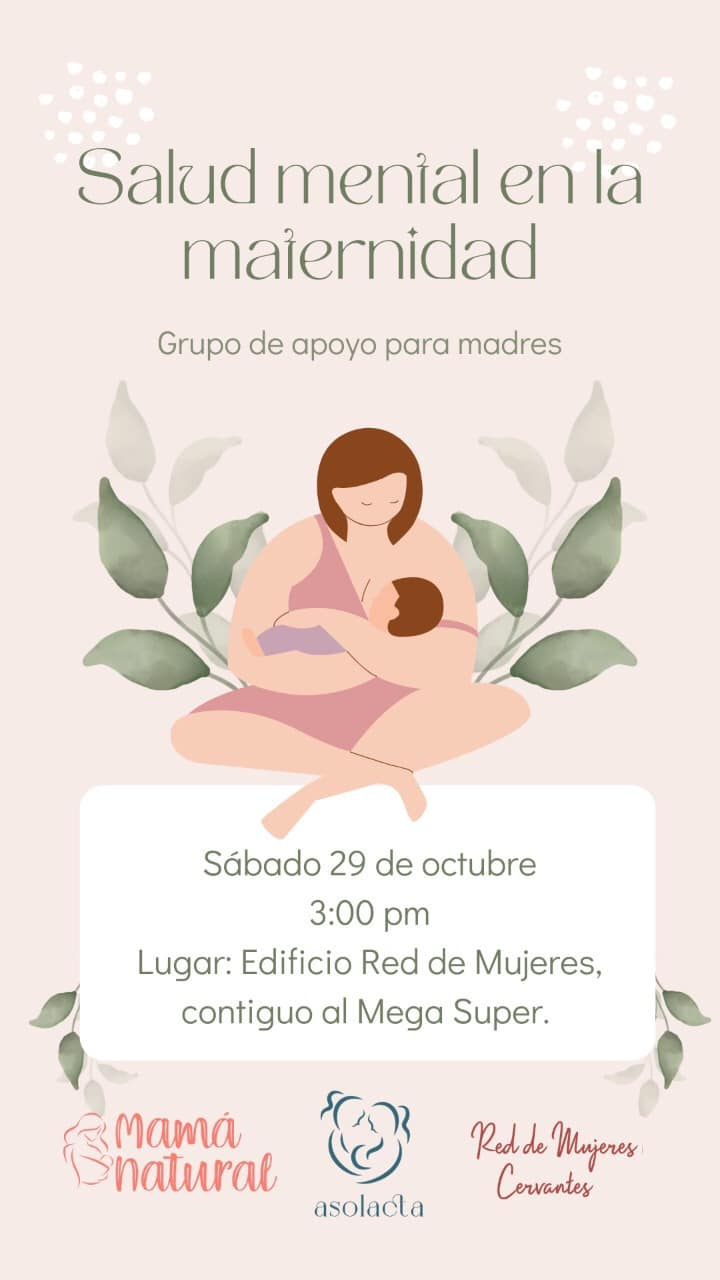 Salud mental en la
maternidad
Grupo de apoyo para madres
Sábado 29 de octubre
3:00 pm
Lugar: Edificio Red de Mujeres,
contiguo al Mega Super.
Mamá
natural
asolacta
Red de Mujeres
Cervantes